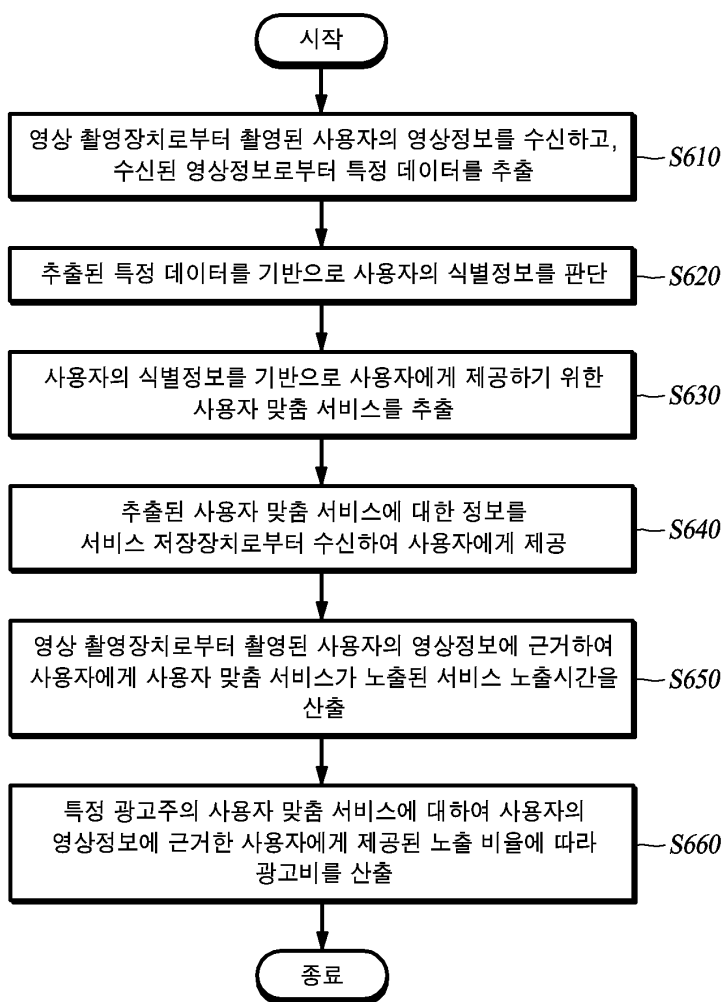 시작
영상 촬영장치로부터 촬영된 사용자의 영상정보를 수신하고,
수신된 영상정보로부터 특정 데이터를 추출
S610
추출된 특정 데이터를 기반으로 사용자의 식별정보를 판단
S620
사용자의 식별정보를 기반으로 사용자에게 제공하기 위한
사용자 맞춤 서비스를 추출
S630
추출된 사용자 맞춤 서비스에 대한 정보를
서비스 저장장치로부터 수신하여 사용자에게 제공
S640
영상 촬영장치로부터 촬영된 사용자의 영상정보에 근거하여
사용자에게 사용자 맞춤 서비스가 노출된 서비스 노출시간을
산출
S650
특정 광고주의 사용자 맞춤 서비스에 대하여 사용자의
영상정보에 근거한 사용자에게 제공된 노출 비율에 따라
광고비를 산출
S660
종료